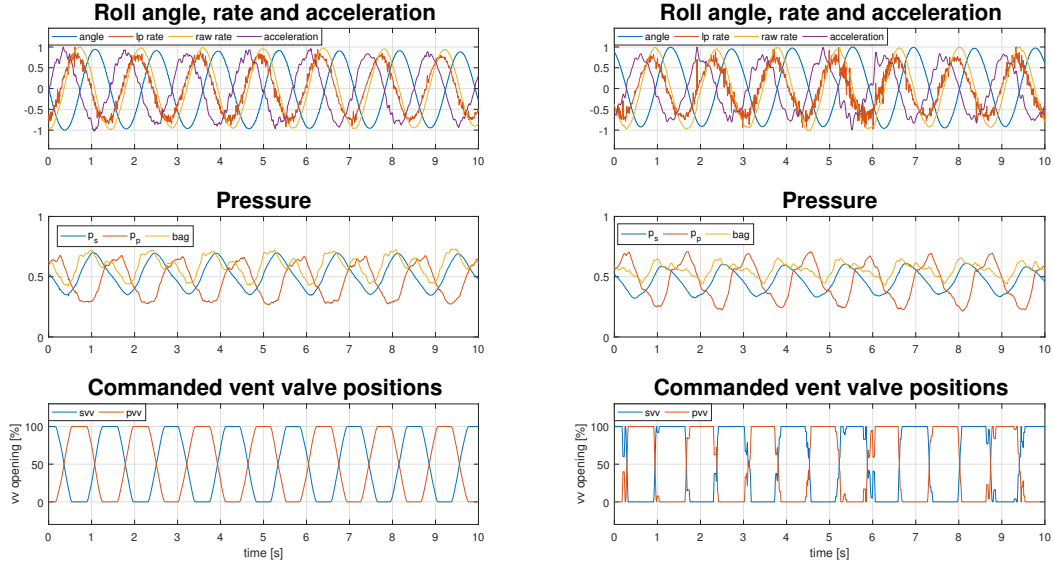 Roll angle, rate and acceleration
angle lp rate raw rate acceleration
1
0.5
0
-0.5
-1
0 1 2 3 4 5 6 7 8 9 10
Pressure
1
p_s p_p bag
0.5
0
0 1 2 3 4 5 6 7 8 9 10
Commanded vent valve positions
svv pvv
100
50
0
vv opening [%]
0 1 2 3 4 5 6 7 8 9 10
time [s]
Roll angle, rate and acceleration
angle lp rate raw rate acceleration
1
0.5
0
-0.5
-1
0 1 2 3 4 5 6 7 8 9 10
Pressure
1
p_s p_p bag
0.5
0
0 1 2 3 4 5 6 7 8 9 10
Commanded vent valve positions
svv pvv
100
50
0
vv opening [%]
0 1 2 3 4 5 6 7 8 9 10
time [s]